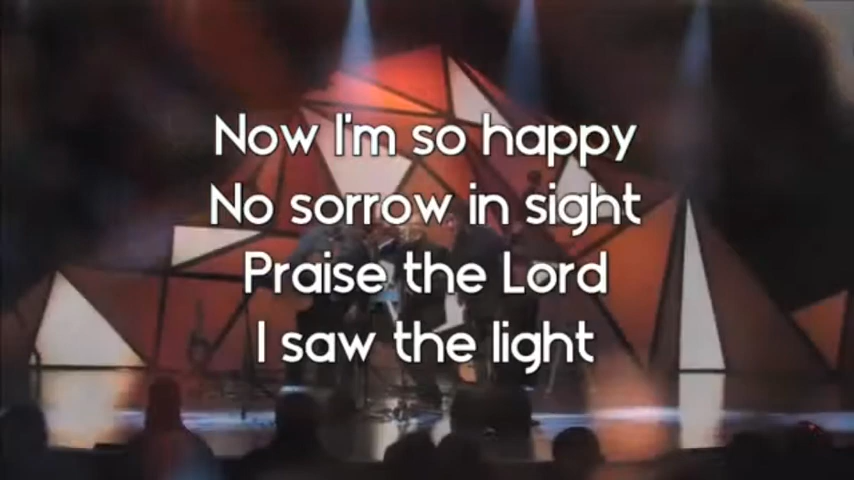 Now I'm so happy
No sorrow in sight
Praise the Lord
I saw the light